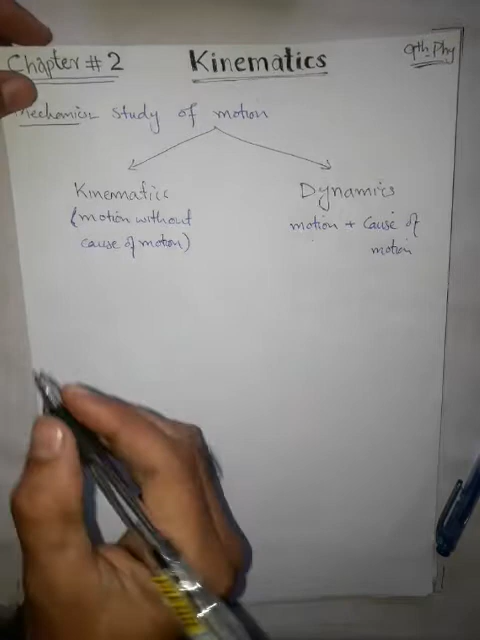 Chapter # 2 Kinematics 9th Phy
Mechanics Study of motion
Kinematics Dynamics
(motion without motion + Cause of
cause of motion) motion